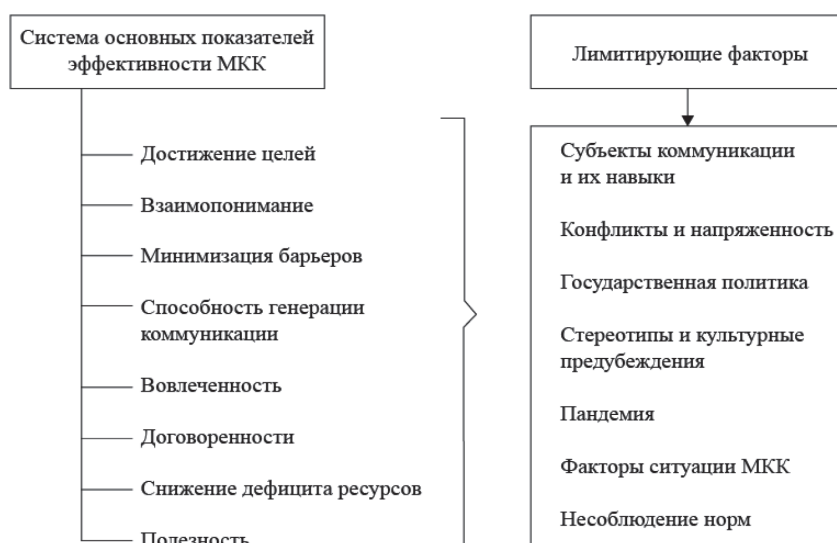 Система основных показателей
эффективности МКК
Достижение целей
Взаимопонимание
Минимизация барьеров
Способность генерации
коммуникации
Вовлеченность
Договоренности
Снижение дефицита ресурсов
Полезность
Лимитирующие факторы
Субъекты коммуникации
и их навыки
Конфликты и напряженность
Государственная политика
Стереотипы и культурные
предубеждения
Пандемия
Факторы ситуации МКК
Несоблюдение норм